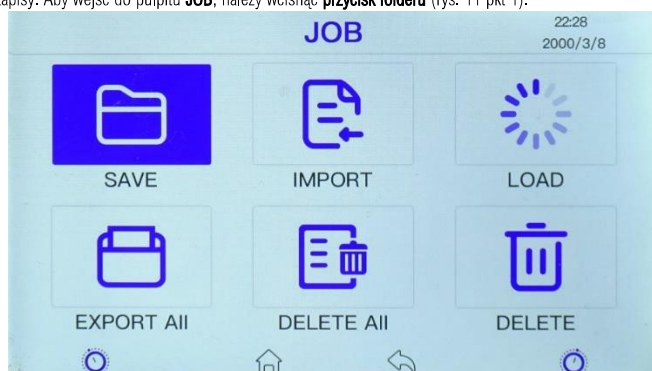 zapisy. Aby wejść do pulpitu JOB, należy wcisnąć przycisk folderu (rys. 11 pkt 1).
JOB
22:28
2000/3/8
SAVE
IMPORT
LOAD
EXPORT All
DELETE All
DELETE